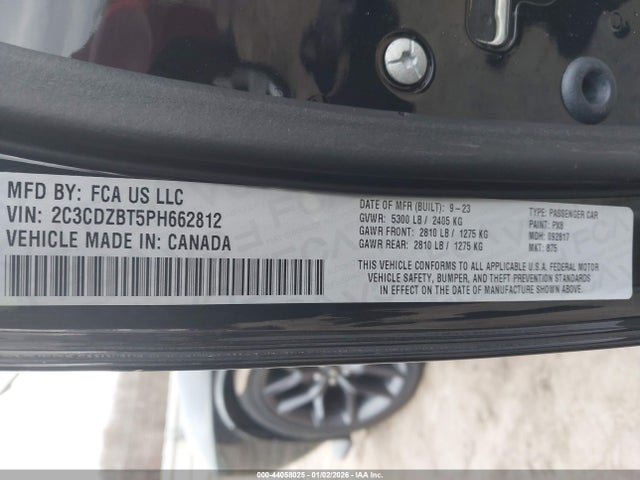 MFD BY: FCA US LLC
VIN: 2C3CDZBT5PH662812
VEHICLE MADE IN: CANADA
DATE OF MFR (BUILT): 9-23
GVWR: 5300 LB / 2405 KG
GAWR FRONT: 2810 LB / 1275 KG
GAWR REAR: 2810 LB / 1275 KG
TYPE: PASSENGER CAR
PAINT: PX8
MDH: 092817
MKT: B75
THIS VEHICLE CONFORMS TO ALL APPLICABLE U.S.A. FEDERAL MOTOR
VEHICLE SAFETY, BUMPER, AND THEFT PREVENTION STANDARDS
IN EFFECT ON THE DATE OF MANUFACTURE SHOWN ABOVE.
000-44058025 - 01/02/2026 - IAA Inc.